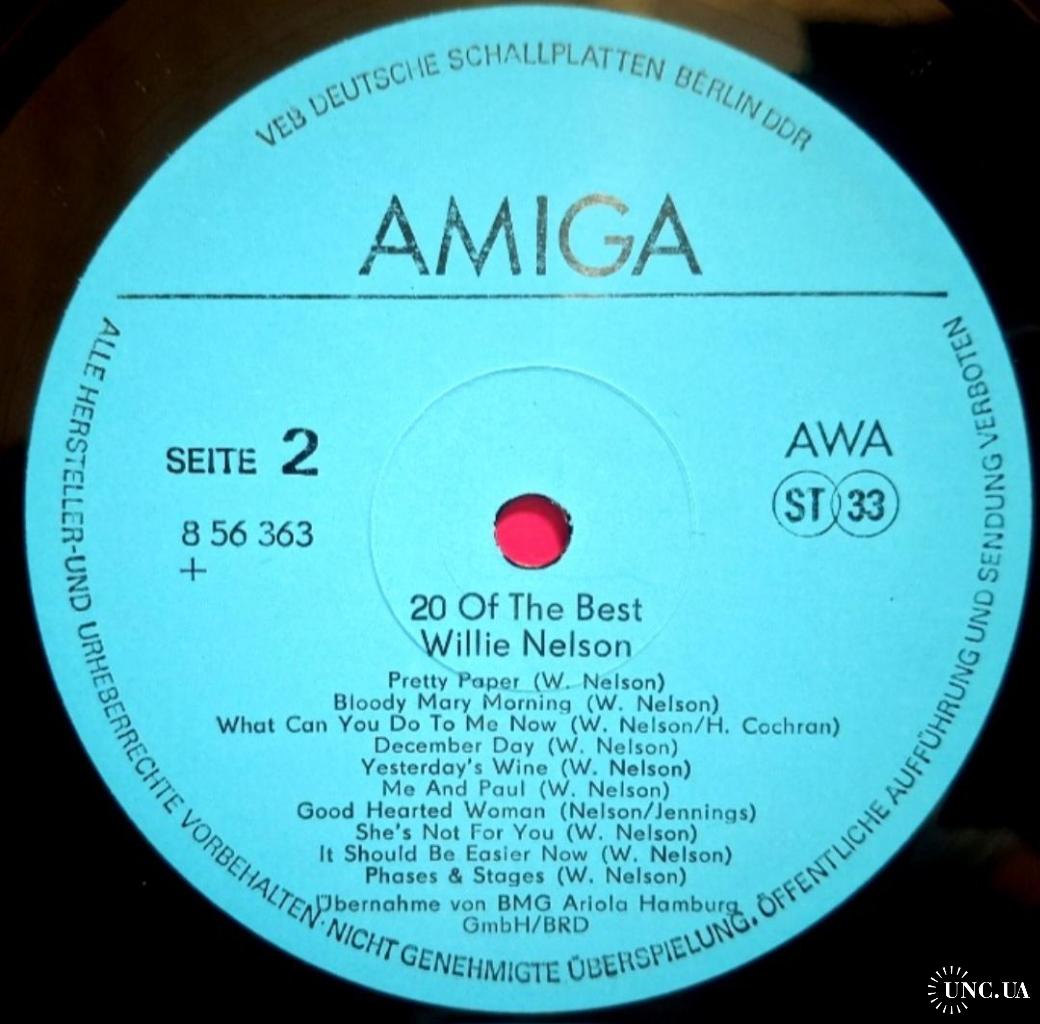 VEB DEUTSCHE SCHALLPLATTEN BERLIN DDR
AMIGA
SEITE 2
8 56 363
+
AWA
ST 33
20 Of The Best
Willie Nelson
Pretty Paper (W. Nelson)
Bloody Mary Morning (W. Nelson)
What Can You Do To Me Now (W. Nelson/H. Cochran)
December Day (W. Nelson)
Yesterday's Wine (W. Nelson)
Me And Paul (W. Nelson)
Good Hearted Woman (Nelson/Jennings)
She's Not For You (W. Nelson)
It Should Be Easier Now (W. Nelson)
Phases & Stages (W. Nelson)
Übernahme von BMG Ariola Hamburg
GmbH/BRD
ALLE HERSTELLER-UND URHEBERRECHTE VORBEHALTEN· NICHT GENEHMIGTE ÜBERSPIELUNG. ÖFFENTLICHE AUFFÜHRUNG UND SENDUNG VERBOTEN
UNC.UA